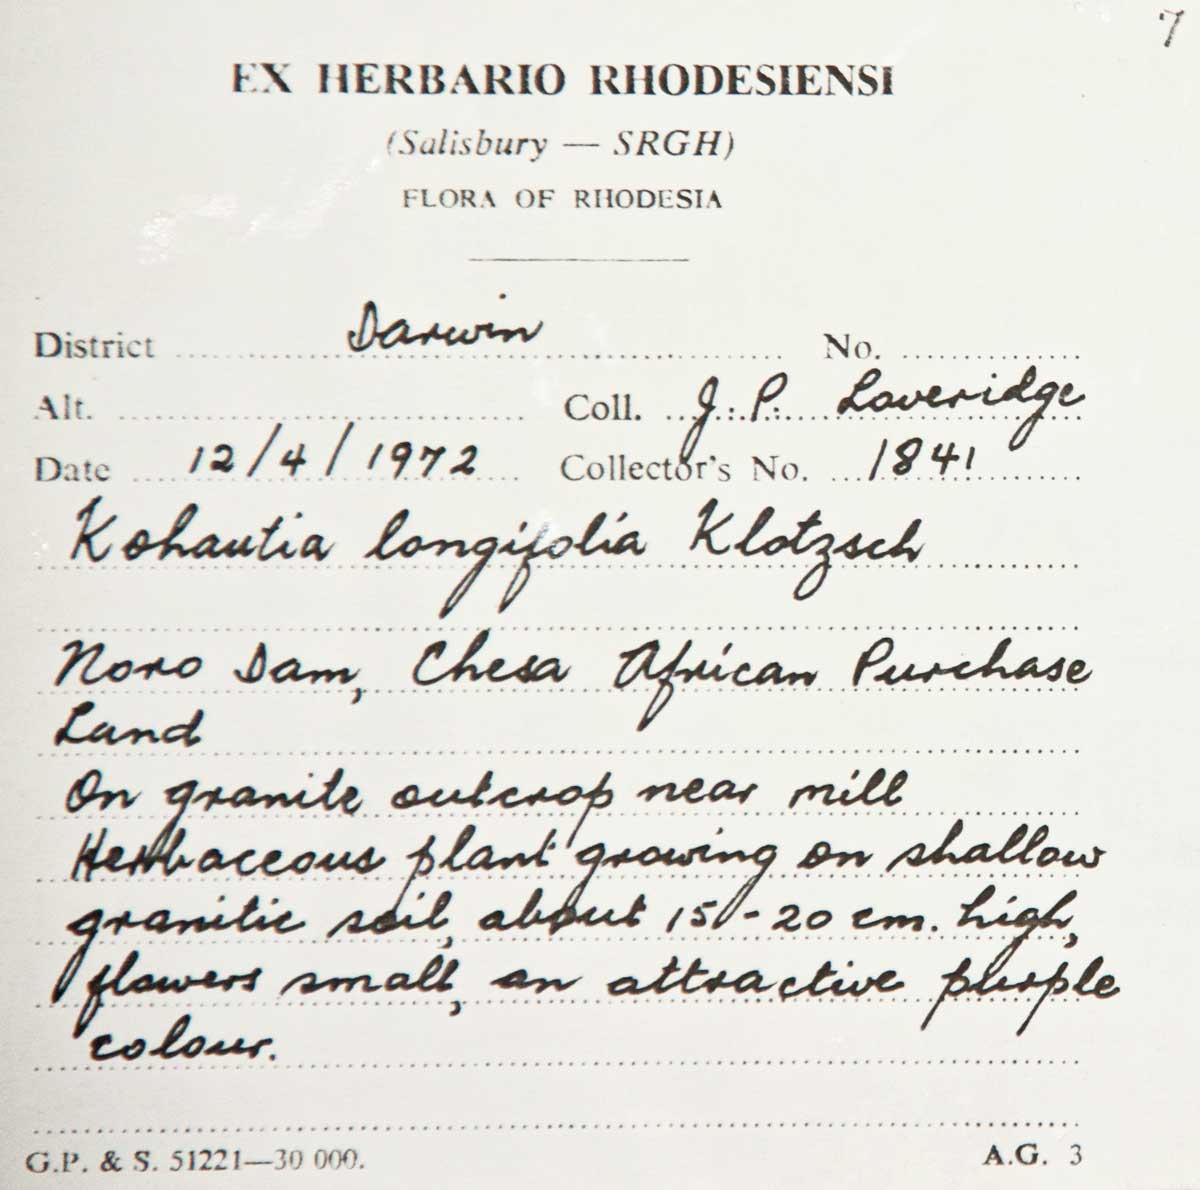 7
EX HERBARIO RHODESIENSI
(Salisbury — SRGH)
FLORA OF RHODESIA
District Darwin No.
Alt. Coll. J. P. Loveridge
Date 12/4/1972 Collector's No. 1841
Kohautia longifolia Klotzsch
Noro Dam, Chesa African Purchase
Land
On granite outcrop near mill
Herbaceous plant growing on shallow
granitic soil, about 15-20 cm. high,
flowers small, an attractive purple
colour.
G.P. & S. 51221—30 000. A.G. 3